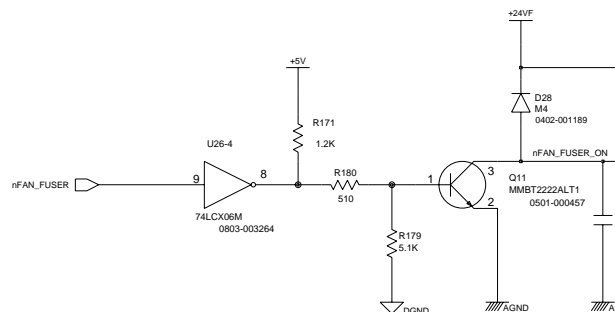 +24VF
+5V
D28
M4
0402-001189
R171
1.2K
U26-4
nFAN_FUSER_ON
nFAN_FUSER
9
8
R180
510
1
3
Q11
MMBT2222ALT1
0501-000457
2
74LCX06M
0803-003264
R179
5.1K
DGND
AGND
A